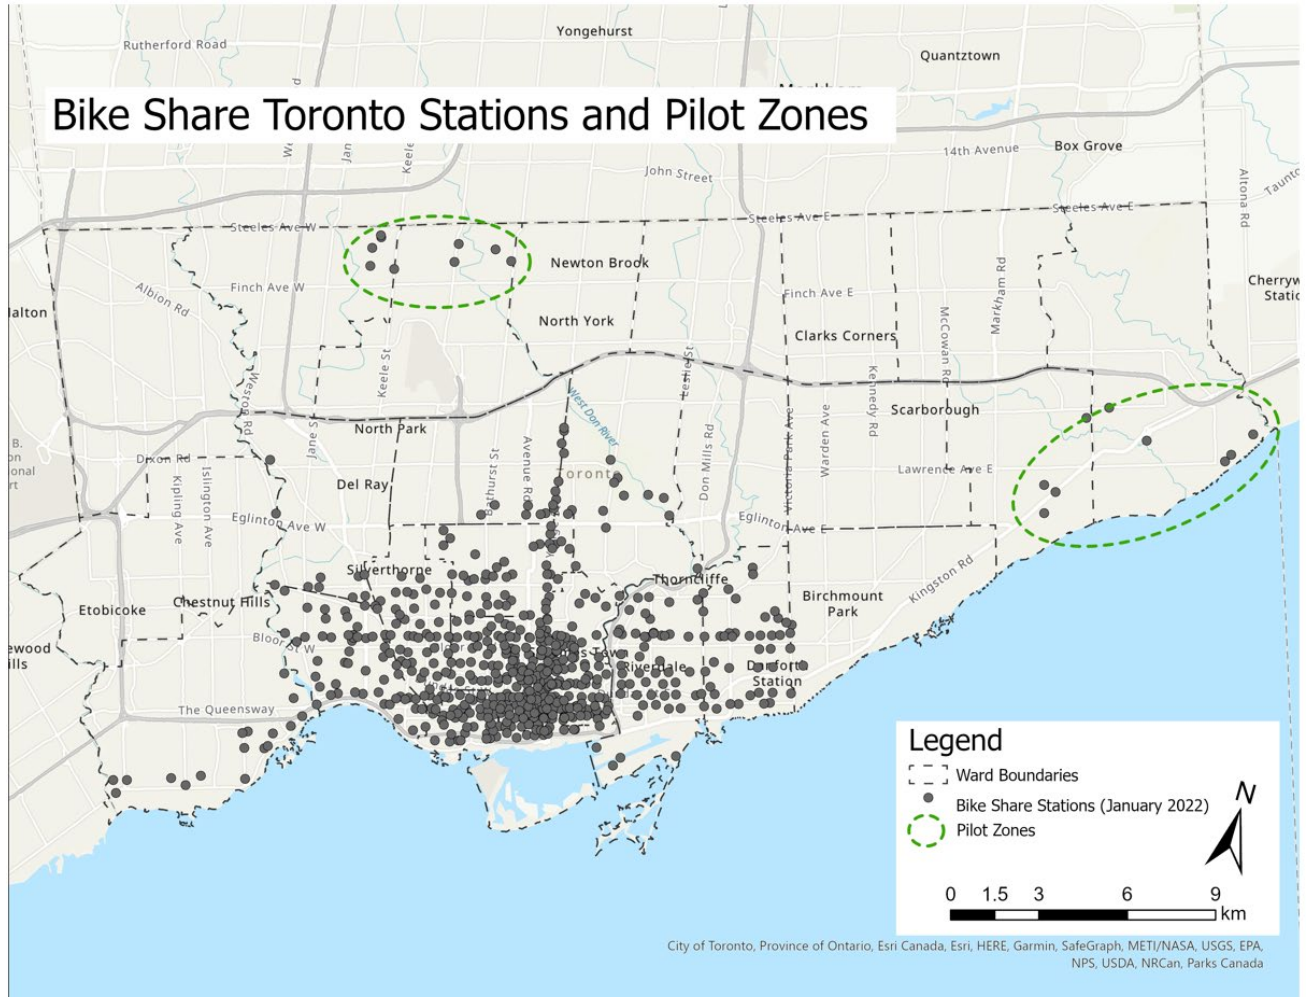 Yongehurst
Rutherford Road
Quantztown
Bike Share Toronto Stations and Pilot Zones
14th Avenue
Box Grove
John Street
Altona Rd
Steeles Ave W
Steeles Ave E
Steeles Ave E
Newton Brook
Finch Ave W
Finch Ave E
Albion Rd
Markham Rd
North York
Clarks Corners
McCowan Rd
Keele St
Leslie St
Kennedy Rd
West Don River
Scarborough
North Park
Jane St
Victoria Park Ave
Warden Ave
Dixon Rd
Lawrence Ave E
Kipling Ave
Islington Ave
Del Ray
Bathurst St
Avenue Rd
Toronto
Don Mills Rd
Eglinton Ave W
Eglinton Ave E
Silverthorne
Thorncliffe
Kingston Rd
Etobicoke
Chestnut Hills
Birchmount
Park
Bloor St W
Riverdale
Danforth
Station
The Queensway
Legend
Ward Boundaries
Bike Share Stations (January 2022)
Pilot Zones
N
0 1.5 3 6 9
km
City of Toronto, Province of Ontario, Esri Canada, Esri, HERE, Garmin, SafeGraph, METI/NASA, USGS, EPA,
NPS, USDA, NRCan, Parks Canada